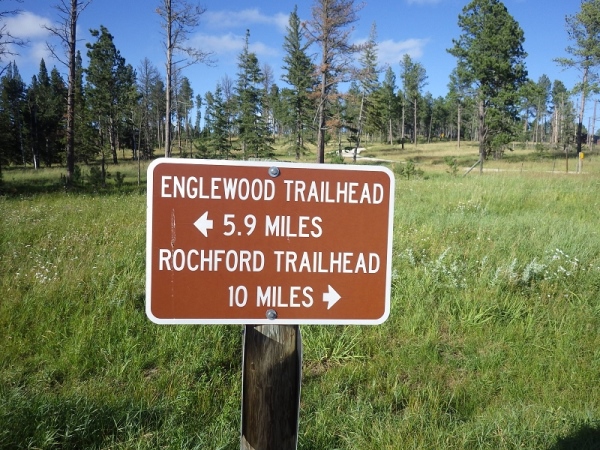 ENGLEWOOD TRAILHEAD
← 5.9 MILES
ROCHFORD TRAILHEAD
10 MILES →